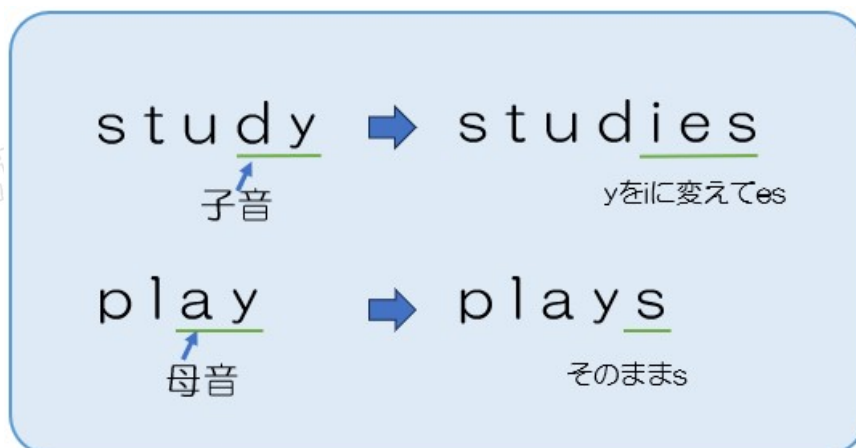 study ➡ studies
子音
yをiに変えてes
play ➡ plays
母音
そのままs